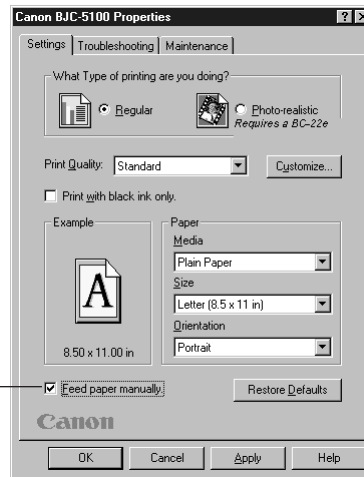 Canon BJC-5100 Properties
Settings Troubleshooting Maintenance
What Type of printing are you doing?
Regular
Photo-realistic
Requires a BC-22e
Print Quality: Standard Customize...
Print with black ink only.
Example
A
8.50 x 11.00 in
Paper
Media
Plain Paper
Size
Letter (8.5 x 11 in)
Orientation
Portrait
Feed paper manually. Restore Defaults
Canon
OK Cancel Apply Help